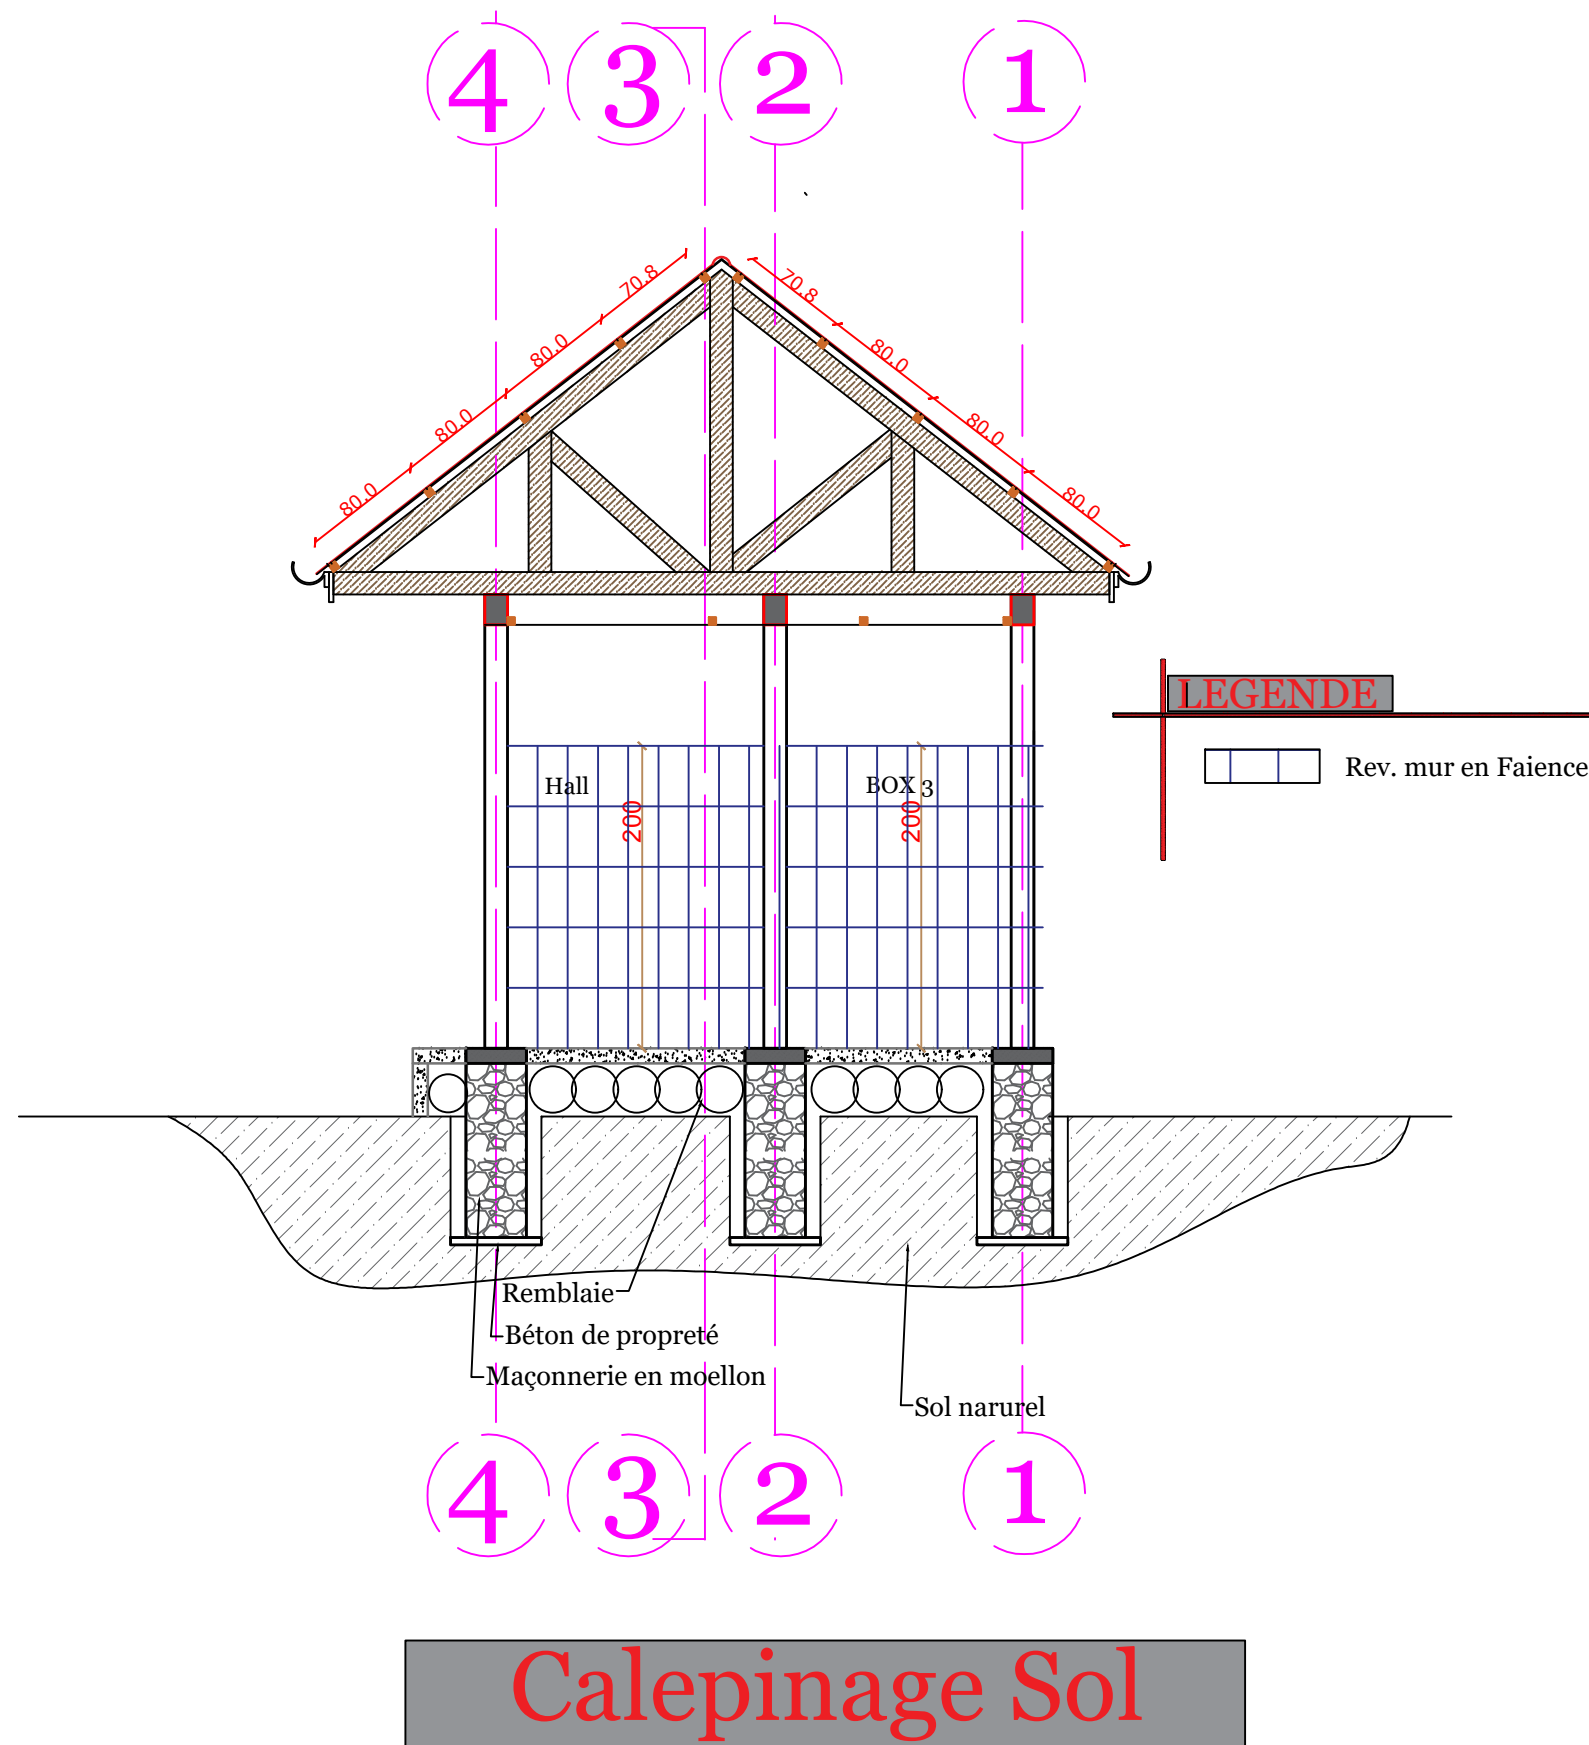 4 3 2 1
70.8 70.8
80.0 80.0
80.0 80.0
80.0 80.0
LEGENDE
Rev. mur en Faience
Hall BOX 3
200 200
Remblaie
Béton de propreté
Maçonnerie en moellon
Sol narurel
4 3 2 1
Calepinage Sol